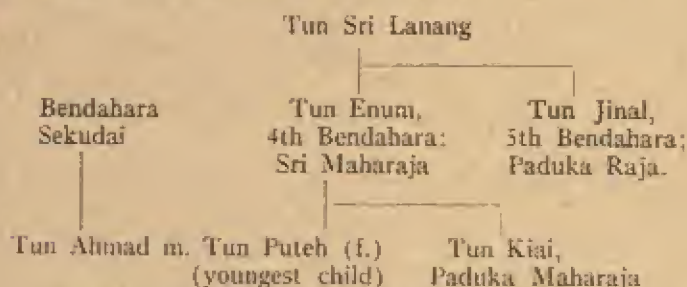 Tun Sri Lanang
Bendahara
Sekudai
Tun Enum,
4th Bendahara:
Sri Maharaja
Tun Jinal,
5th Bendahara;
Paduka Raja.
Tun Ahmad m. Tun Puteh (f.)
(youngest child)
Tun Kiai,
Paduka Maharaja